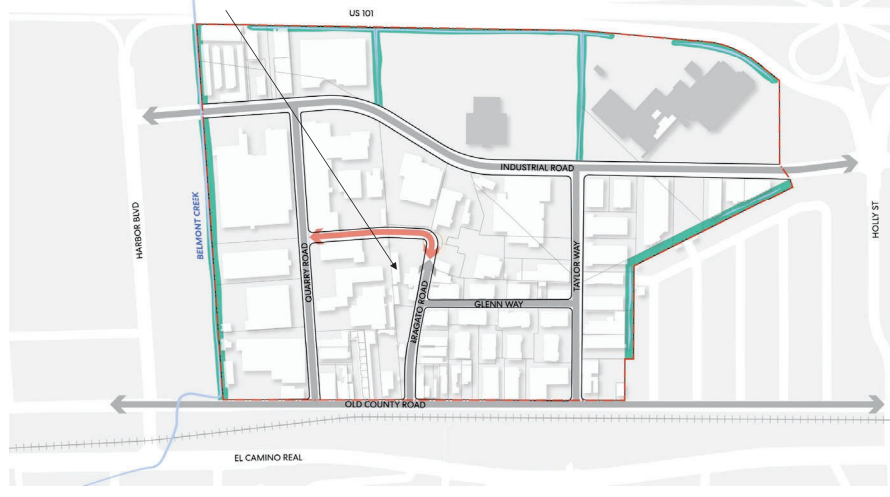 US 101
INDUSTRIAL ROAD
HARBOR BLVD
BELMONT CREEK
HOLLY ST
QUARRY ROAD
TAYLOR WAY
BRAGATO ROAD
GLENN WAY
OLD COUNTY ROAD
EL CAMINO REAL